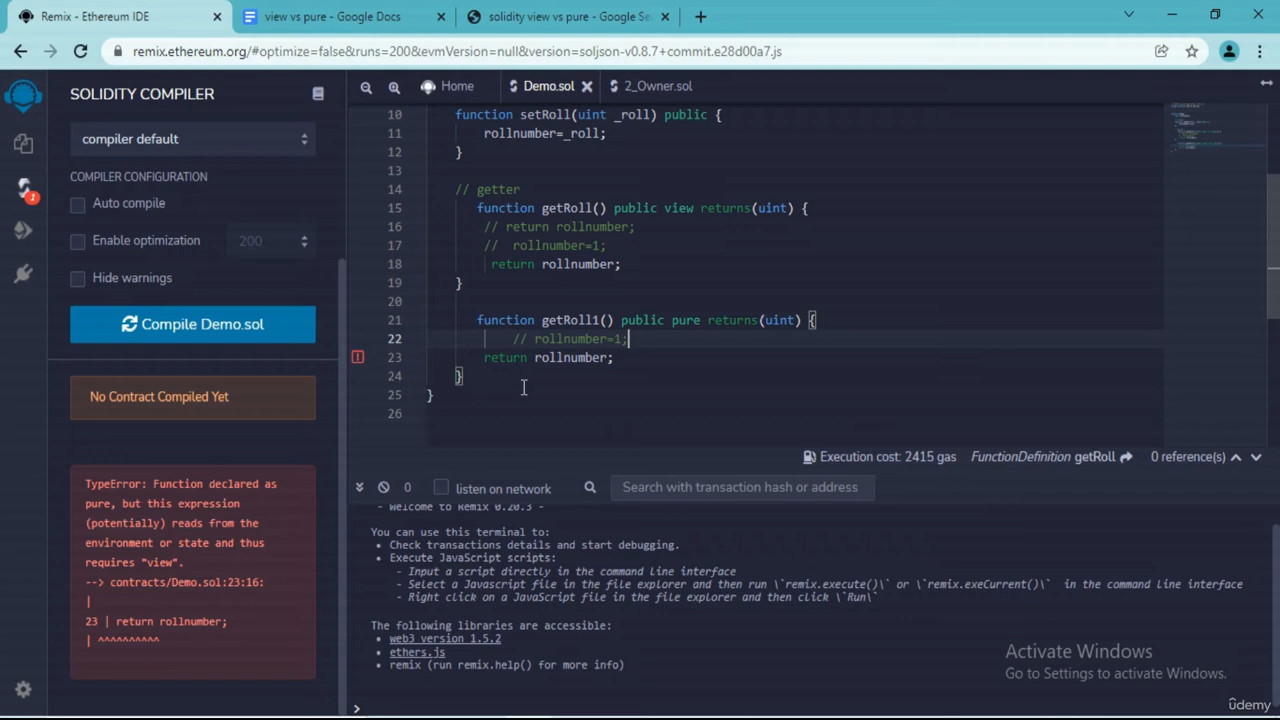 Remix - Ethereum IDE
view vs pure - Google Docs
solidity view vs pure - Google Se
remix.ethereum.org/#optimize=false&runs=200&evmVersion=null&version=soljson-v0.8.7+commit.e28d00a7.js
SOLIDITY COMPILER
compiler default
COMPILER CONFIGURATION
Auto compile
Enable optimization
200
Hide warnings
Compile Demo.sol
No Contract Compiled Yet
TypeError: Function declared as
pure, but this expression
(potentially) reads from the
environment or state and thus
requires "view".
--> contracts/Demo.sol:23:16:
|
23 | return rollnumber;
| ^^^^^^^^^^
1
Home
Demo.sol
2_Owner.sol
10 function setRoll(uint _roll) public {
11 rollnumber=_roll;
12 }
13
14 // getter
15 function getRoll() public view returns(uint) {
16 // return rollnumber;
17 // rollnumber=1;
18 return rollnumber;
19 }
20
21 function getRoll1() public pure returns(uint) {
22 // rollnumber=1;
23 return rollnumber;
24 }
25 }
26
Execution cost: 2415 gas FunctionDefinition getRoll 0 reference(s)
0 listen on network Search with transaction hash or address
- Welcome to Remix 0.20.3 -
You can use this terminal to:
• Check transactions details and start debugging.
• Execute JavaScript scripts:
- Input a script directly in the command line interface
- Select a Javascript file in the file explorer and then run \`remix.execute()\` or \`remix.exeCurrent()\` in the command line interface
- Right click on a JavaScript file in the file explorer and then click \`Run\`
The following libraries are accessible:
• web3 version 1.5.2
• ethers.js
• remix (run remix.help() for more info)
>
Activate Windows
Go to Settings to activate Windows.
ûdemy